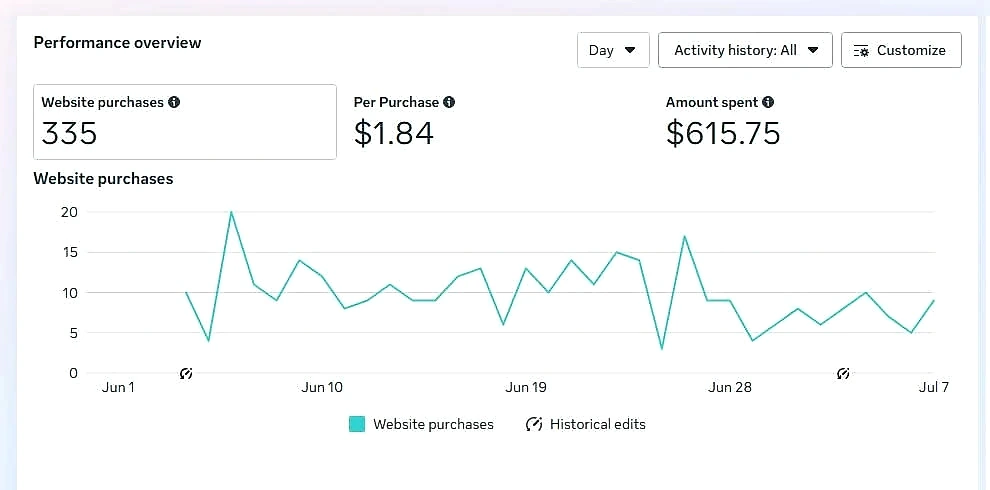 Performance overview
Day
Activity history: All
Customize
Website purchases
335
Per Purchase
$1.84
Amount spent
$615.75
Website purchases
20
15
10
5
0
Jun 1
Jun 10
Jun 19
Jun 28
Jul 7
Website purchases
Historical edits